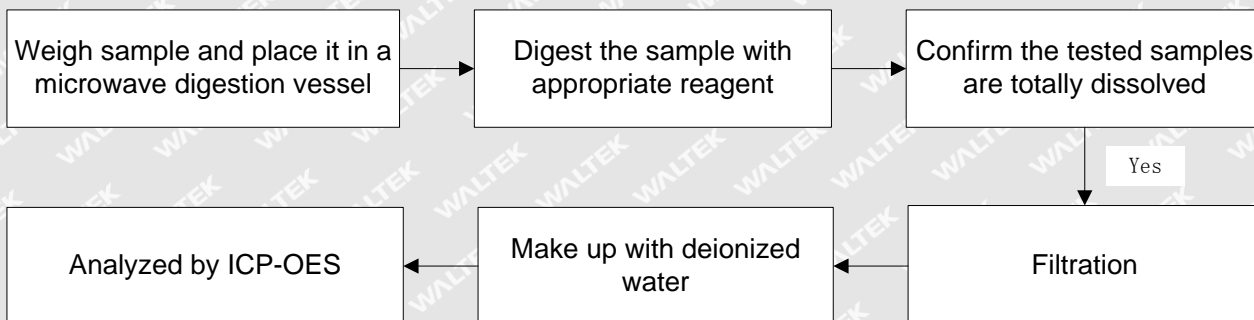 Weigh sample and place it in a
microwave digestion vessel
Digest the sample with
appropriate reagent
Confirm the tested samples
are totally dissolved
Yes
Filtration
Make up with deionized
water
Analyzed by ICP-OES
WALTEK